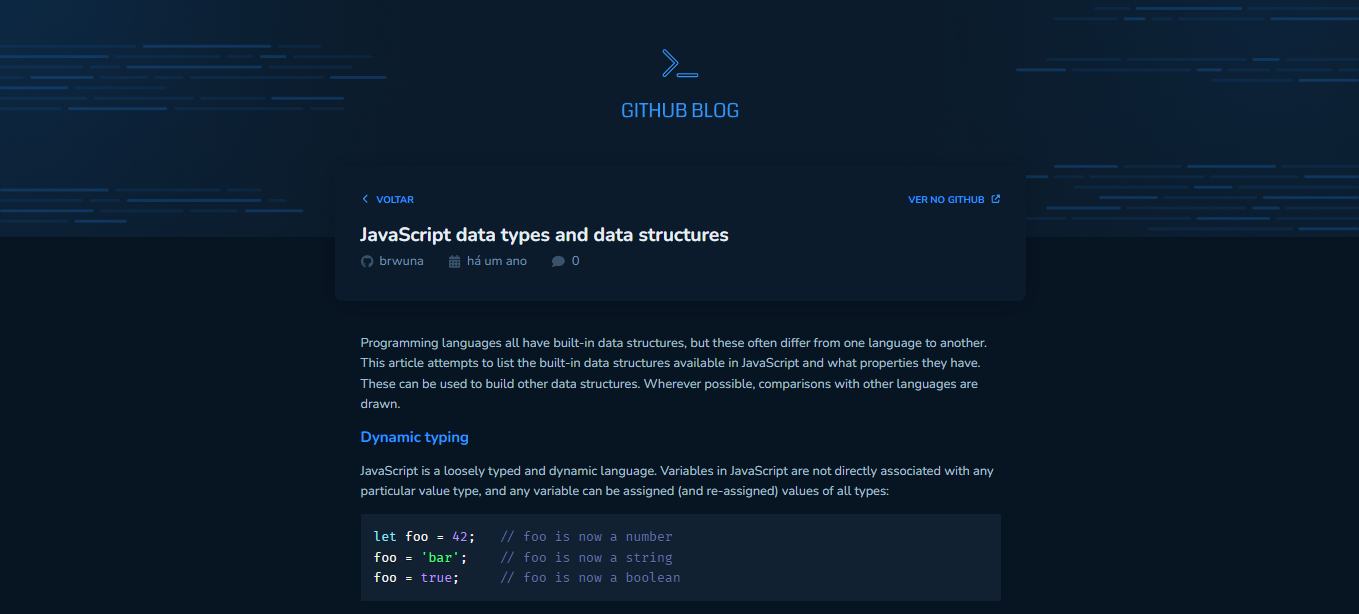 GITHUB BLOG
VOLTAR
VER NO GITHUB
JavaScript data types and data structures
brwuna há um ano 0
Programming languages all have built-in data structures, but these often differ from one language to another.
This article attempts to list the built-in data structures available in JavaScript and what properties they have.
These can be used to build other data structures. Wherever possible, comparisons with other languages are
drawn.
Dynamic typing
JavaScript is a loosely typed and dynamic language. Variables in JavaScript are not directly associated with any
particular value type, and any variable can be assigned (and re-assigned) values of all types:
let foo = 42;   // foo is now a number
foo = 'bar';    // foo is now a string
foo = true;     // foo is now a boolean